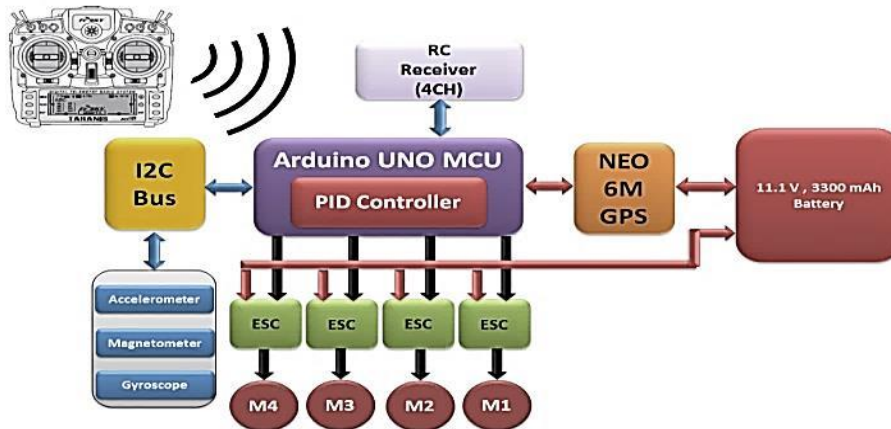 TARANIS
RC
Receiver
(4CH)
I2C
Bus
Arduino UNO MCU
PID Controller
NEO
6M
GPS
11.1 V , 3300 mAh
Battery
Accelerometer
Magnetometer
Gyroscope
ESC
ESC
ESC
ESC
M4
M3
M2
M1